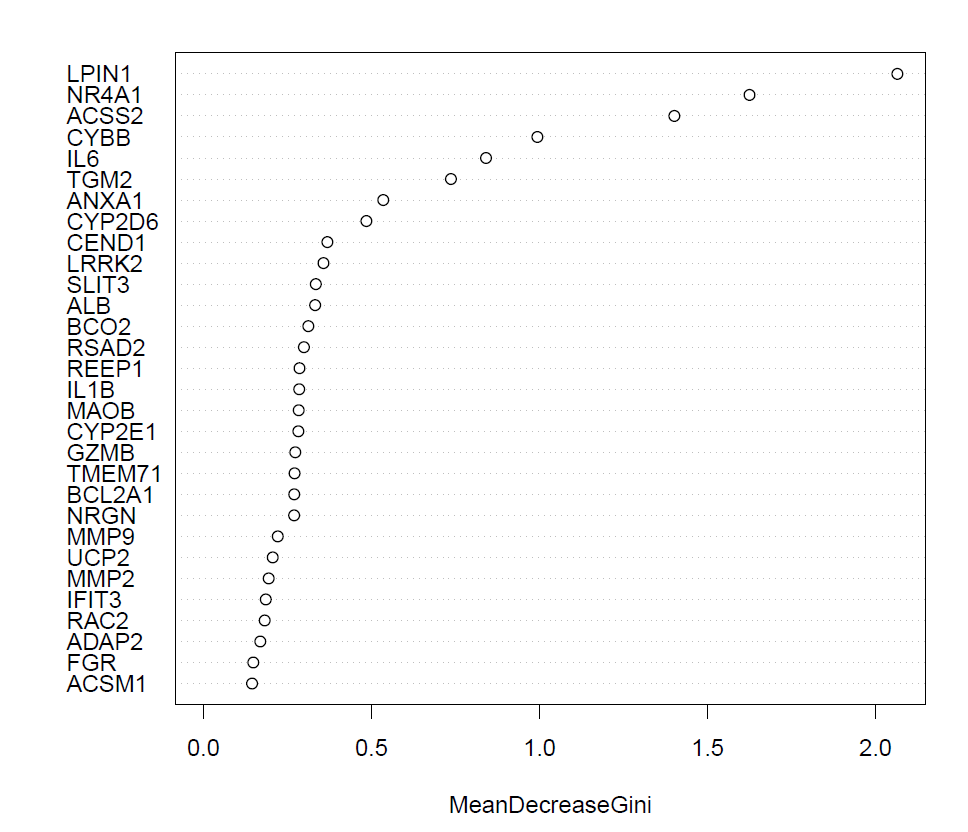 LPIN1
NR4A1
ACSS2
CYBB
IL6
TGM2
ANXA1
CYP2D6
CEND1
LRRK2
SLIT3
ALB
BCO2
RSAD2
REEP1
IL1B
MAOB
CYP2E1
GZMB
TMEM71
BCL2A1
NRGN
MMP9
UCP2
MMP2
IFIT3
RAC2
ADAP2
FGR
ACSM1
0.0 0.5 1.0 1.5 2.0
MeanDecreaseGini